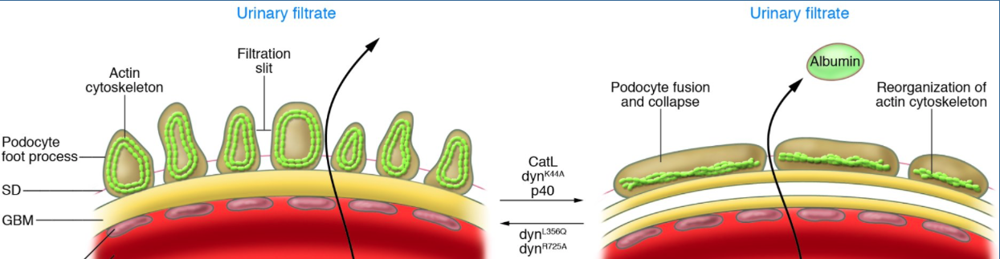 Urinary filtrate
Urinary filtrate
Filtration
slit
Actin
cytoskeleton
Podocyte
foot process
SD
GBM
CatL
dynK44A
p40
dynL356Q
dynR725A
Albumin
Podocyte fusion
and collapse
Reorganization of
actin cytoskeleton